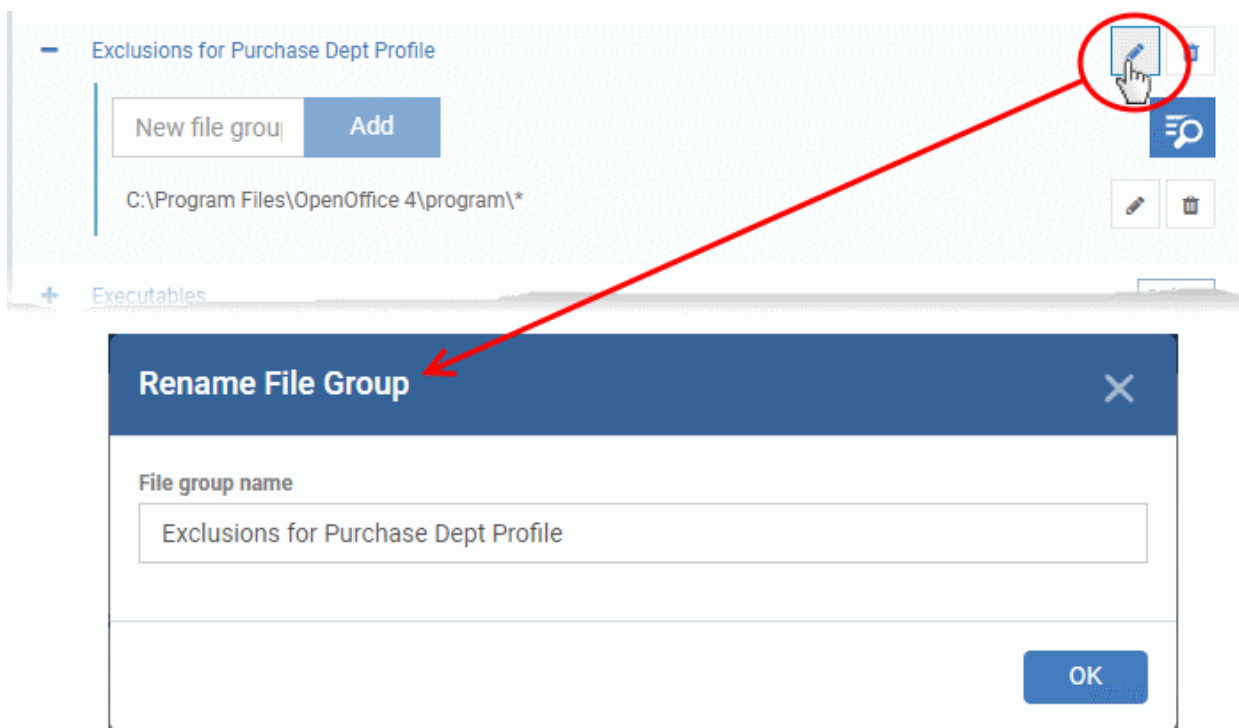 Exclusions for Purchase Dept Profile
New file grou
Add
C:\Program Files\OpenOffice 4\program\*
Executables
Rename File Group
File group name
Exclusions for Purchase Dept Profile
OK